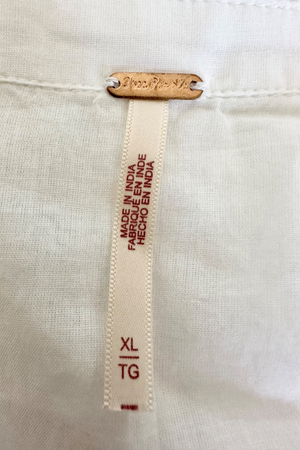 MADE IN INDIA
FABRIQUÉ EN INDE
HECHO EN INDIA
XL
TG